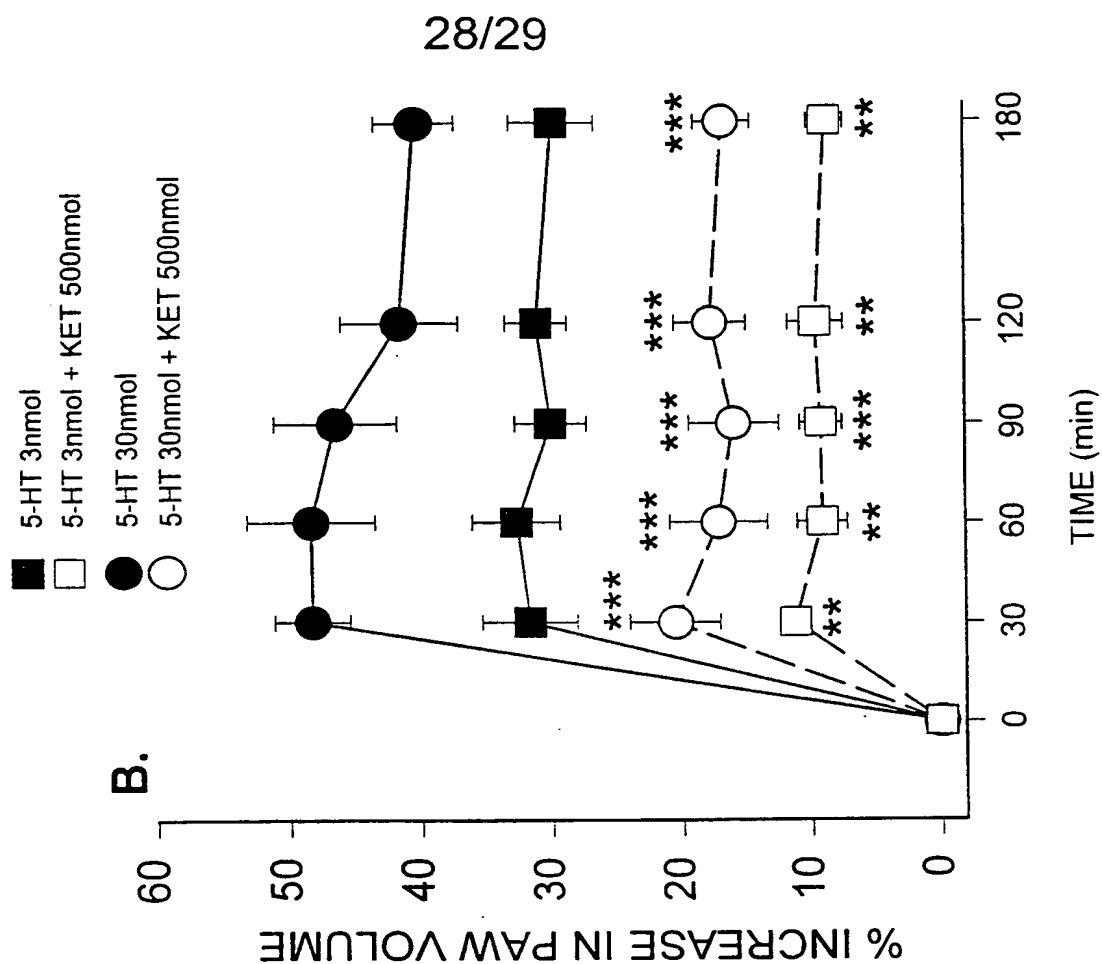 28/29
5-HT 3nmol
5-HT 3nmol + KET 500nmol
5-HT 30nmol
5-HT 30nmol + KET 500nmol
B.
60
50
40
30
20
10
0
% INCREASE IN PAW VOLUME
*** *** *** *** ***
** ** *** ** **
0 30 60 90 120 180
TIME (min)